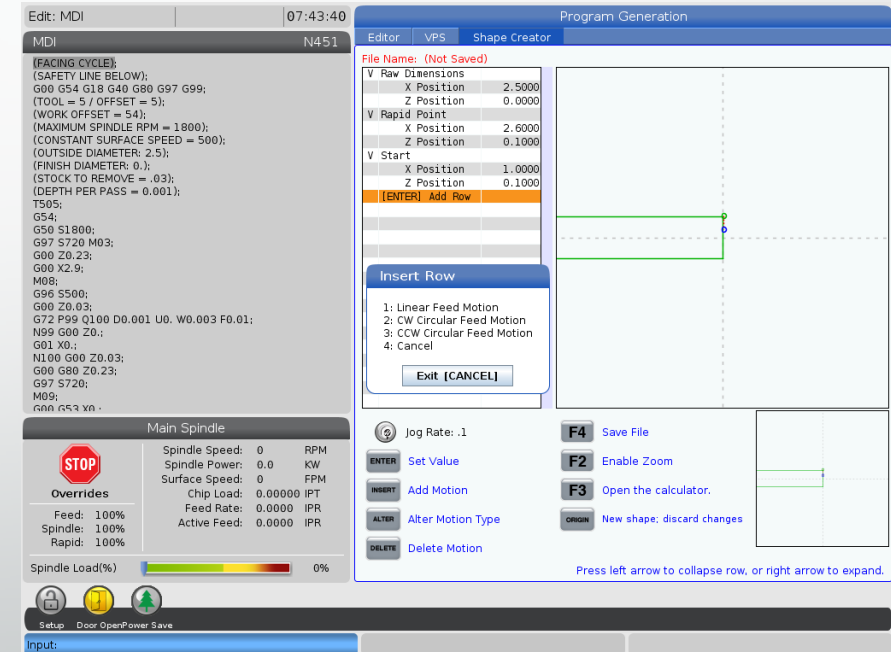 Edit: MDI
07:43:40
Program Generation
MDI N451
Editor VPS Shape Creator
(FACING CYCLE);
(SAFETY LINE BELOW);
G00 G54 G18 G40 G80 G97 G99;
(TOOL = 5 / OFFSET = 5);
(WORK OFFSET = 54);
(MAXIMUM SPINDLE RPM = 1800);
(CONSTANT SURFACE SPEED = 500);
(OUTSIDE DIAMETER: 2.5);
(FINISH DIAMETER: 0.);
(STOCK TO REMOVE = .03);
(DEPTH PER PASS = 0.001);
T505;
G54;
G50 S1800;
G97 S720 M03;
G00 Z0.23;
G00 X2.9;
M08;
G96 S500;
G00 Z0.03;
G72 P99 Q100 D0.001 U0. W0.003 F0.01;
N99 G00 Z0.;
G01 X0.;
N100 G00 Z0.03;
G00 G80 Z0.23;
G97 S720;
M09;
G00 G53 X0.;
File Name: (Not Saved)
V Raw Dimensions
X Position 2.5000
Z Position 0.0000
V Rapid Point
X Position 2.6000
Z Position 0.1000
V Start
X Position 1.0000
Z Position 0.1000
[ENTER] Add Row
Insert Row
1: Linear Feed Motion
2: CW Circular Feed Motion
3: CCW Circular Feed Motion
4: Cancel
Exit [CANCEL]
Main Spindle
STOP
Overrides
Feed: 100%
Spindle: 100%
Rapid: 100%
Spindle Speed: 0 RPM
Spindle Power: 0.0 KW
Surface Speed: 0 FPM
Chip Load: 0.00000 IPT
Feed Rate: 0.0000 IPR
Active Feed: 0.0000 IPR
Spindle Load(%) 0%
Jog Rate: .1
ENTER Set Value
INSERT Add Motion
ALTER Alter Motion Type
DELETE Delete Motion
F4 Save File
F2 Enable Zoom
F3 Open the calculator.
ORIGIN New shape; discard changes
Press left arrow to collapse row, or right arrow to expand.
Setup Door Open Power Save
Input: